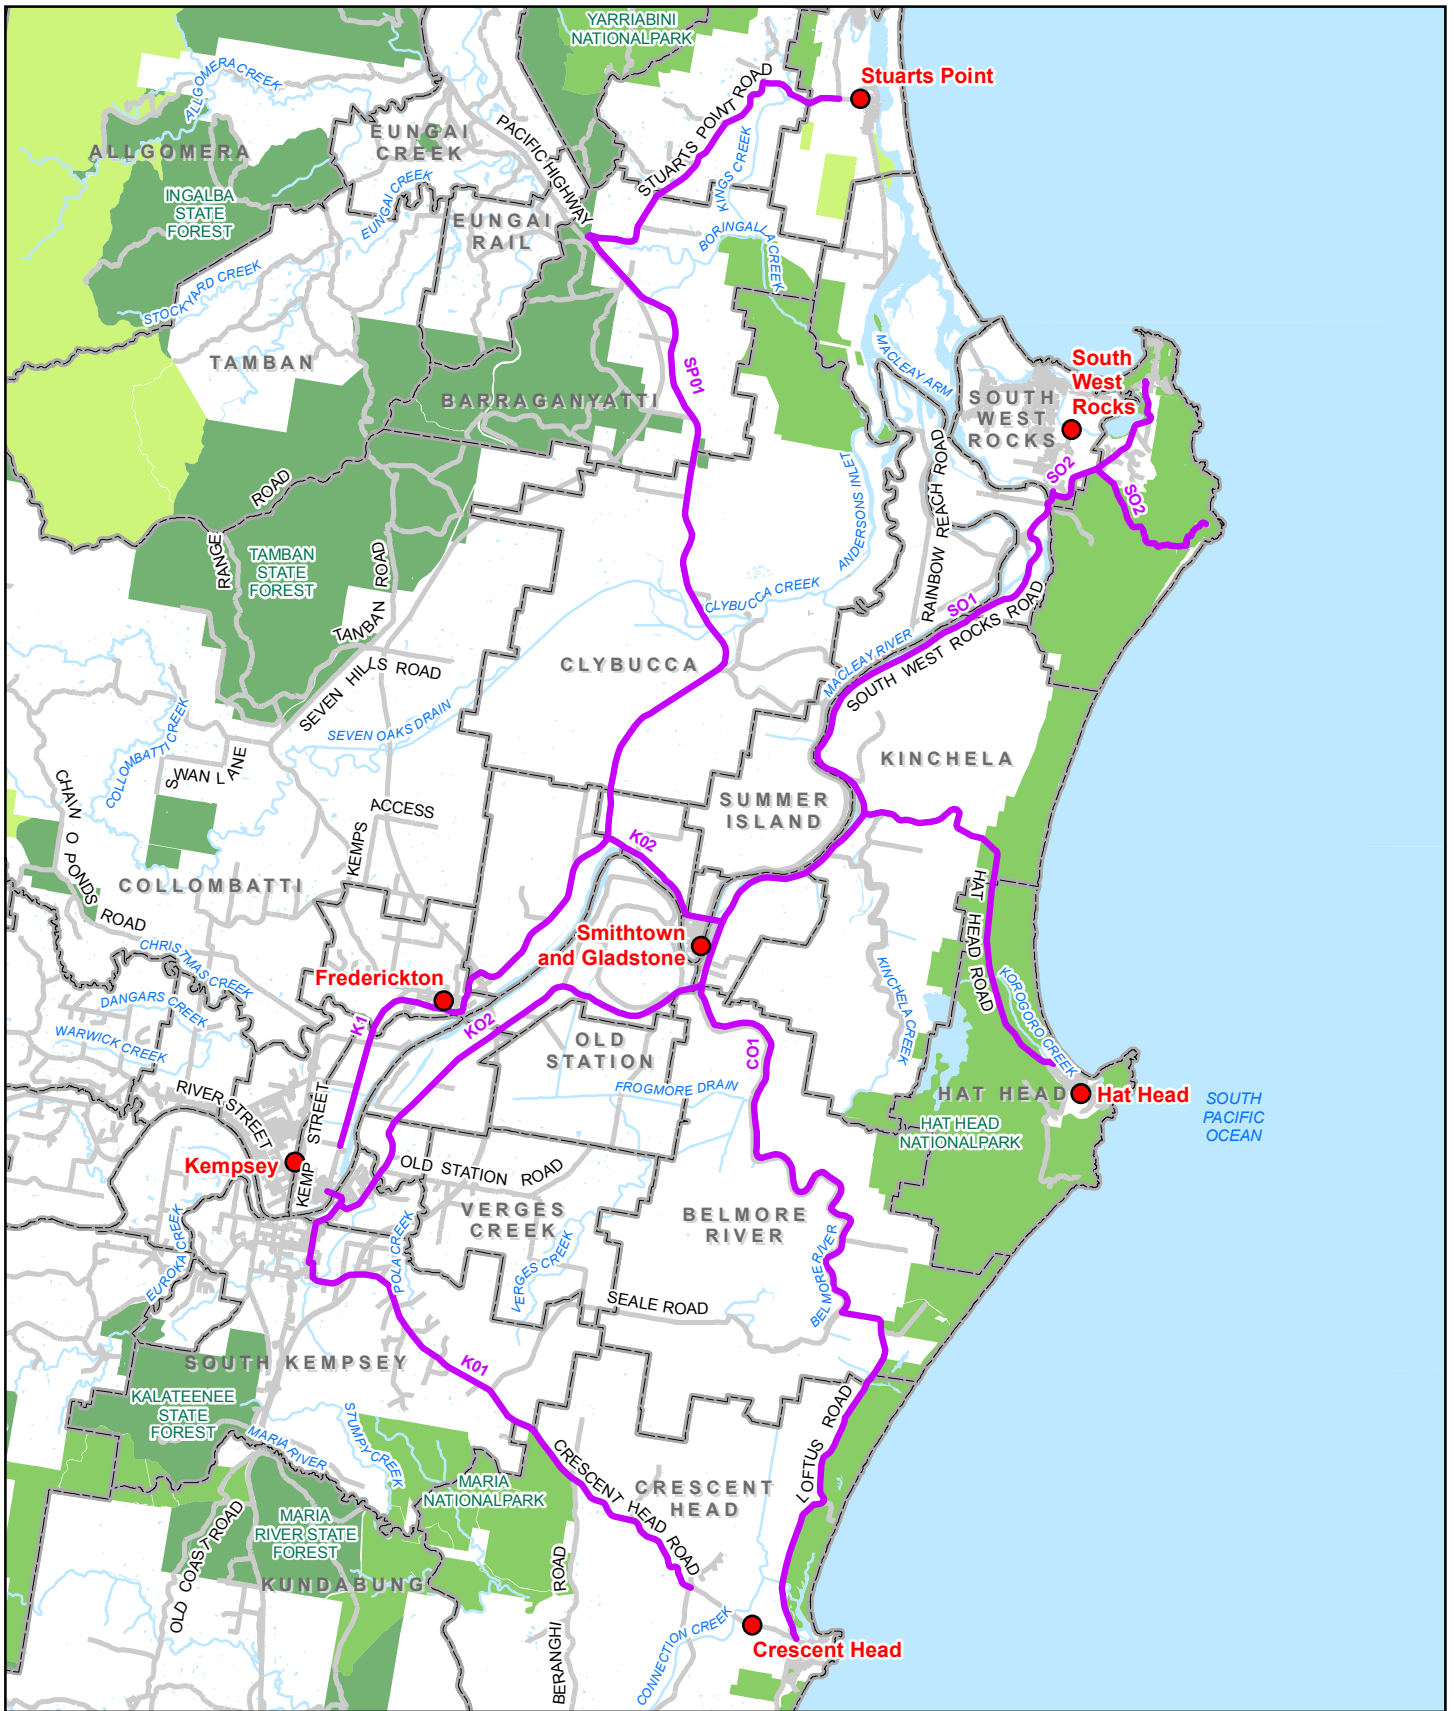 YARRIABINI
NATIONALPARK
Stuarts Point
ALLGOMERA CREEK
STUARTS POINT ROAD
PACIFIC HIGHWAY
EUNGAI
CREEK
ALLGOMERA
KINGS CREEK
INGALBA
STATE
FOREST
EUNGAI CREEK
EUNGAI
RAIL
BORINGALLA CREEK
STOCKYARD CREEK
TAMBAN
SP01
MACLEAY ARM
South
West
Rocks
SOUTH
WEST
ROCKS
BARRAGANYATTI
RANGE ROAD
RAINBOW REACH ROAD
ANDERSONS INLET
SO2
SO2
TAMBAN
STATE
FOREST
TANBAN ROAD
CLYBUCCA CREEK
SO1
SOUTH WEST ROCKS ROAD
MACLEAY RIVER
CLYBUCCA
SEVEN HILLS ROAD
SEVEN OAKS DRAIN
COLLOMBATTI CREEK
SWAN LANE
KINCHELA
CHAIN O PONDS ROAD
KEMPS ACCESS
SUMMER
ISLAND
K02
COLLOMBATTI
HAT HEAD ROAD
Smithtown
and Gladstone
CHRISTMAS CREEK
Frederickton
DANGARS CREEK
WARWICK CREEK
K1
KO2
KINCHELA CREEK
KOROGORO CREEK
OLD
STATION
CO1
FROGMORE DRAIN
HAT HEAD
Hat Head
SOUTH
PACIFIC
OCEAN
HAT HEAD
NATIONALPARK
RIVER STREET
KEMP STREET
Kempsey
OLD STATION ROAD
VERGES
CREEK
POLA CREEK
VERGES CREEK
BELMORE
RIVER
BELMORE RIVER
EUROKA CREEK
SEALE ROAD
K01
SOUTH KEMPSEY
KALATEENEE
STATE
FOREST
STUMPY CREEK
MARIA RIVER
LOFTUS ROAD
CRESCENT HEAD ROAD
CRESCENT
HEAD
MARIA
NATIONALPARK
MARIA
RIVER STATE
FOREST
OLD COAST ROAD
KUNDABUNG
BERANGHI ROAD
CONNECTION CREEK
Crescent Head